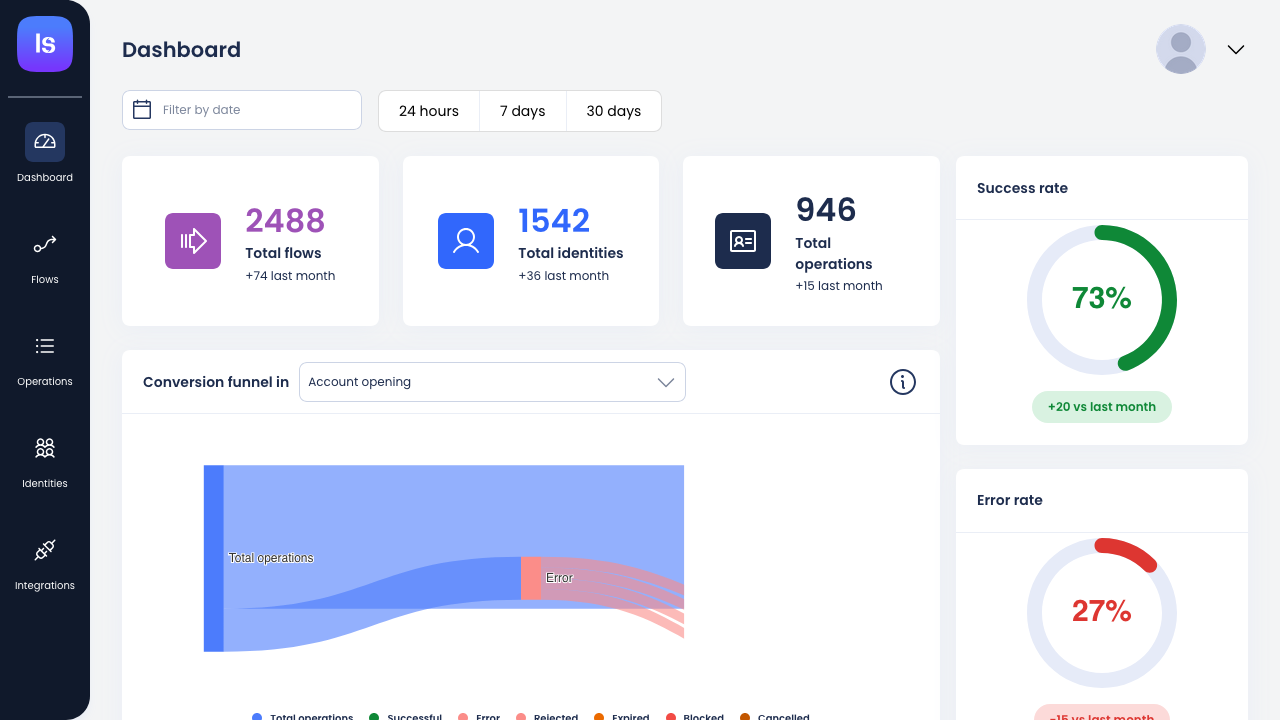 Is
Dashboard
Flows
Operations
Identities
Integrations
Dashboard
Filter by date
24 hours
7 days
30 days
2488
Total flows
+74 last month
1542
Total identities
+36 last month
946
Total
operations
+15 last month
Conversion funnel in
Account opening
Total operations
Error
Total operations
Successful
Error
Rejected
Expired
Blocked
Cancelled
Success rate
73%
+20 vs last month
Error rate
27%
-15 vs last month